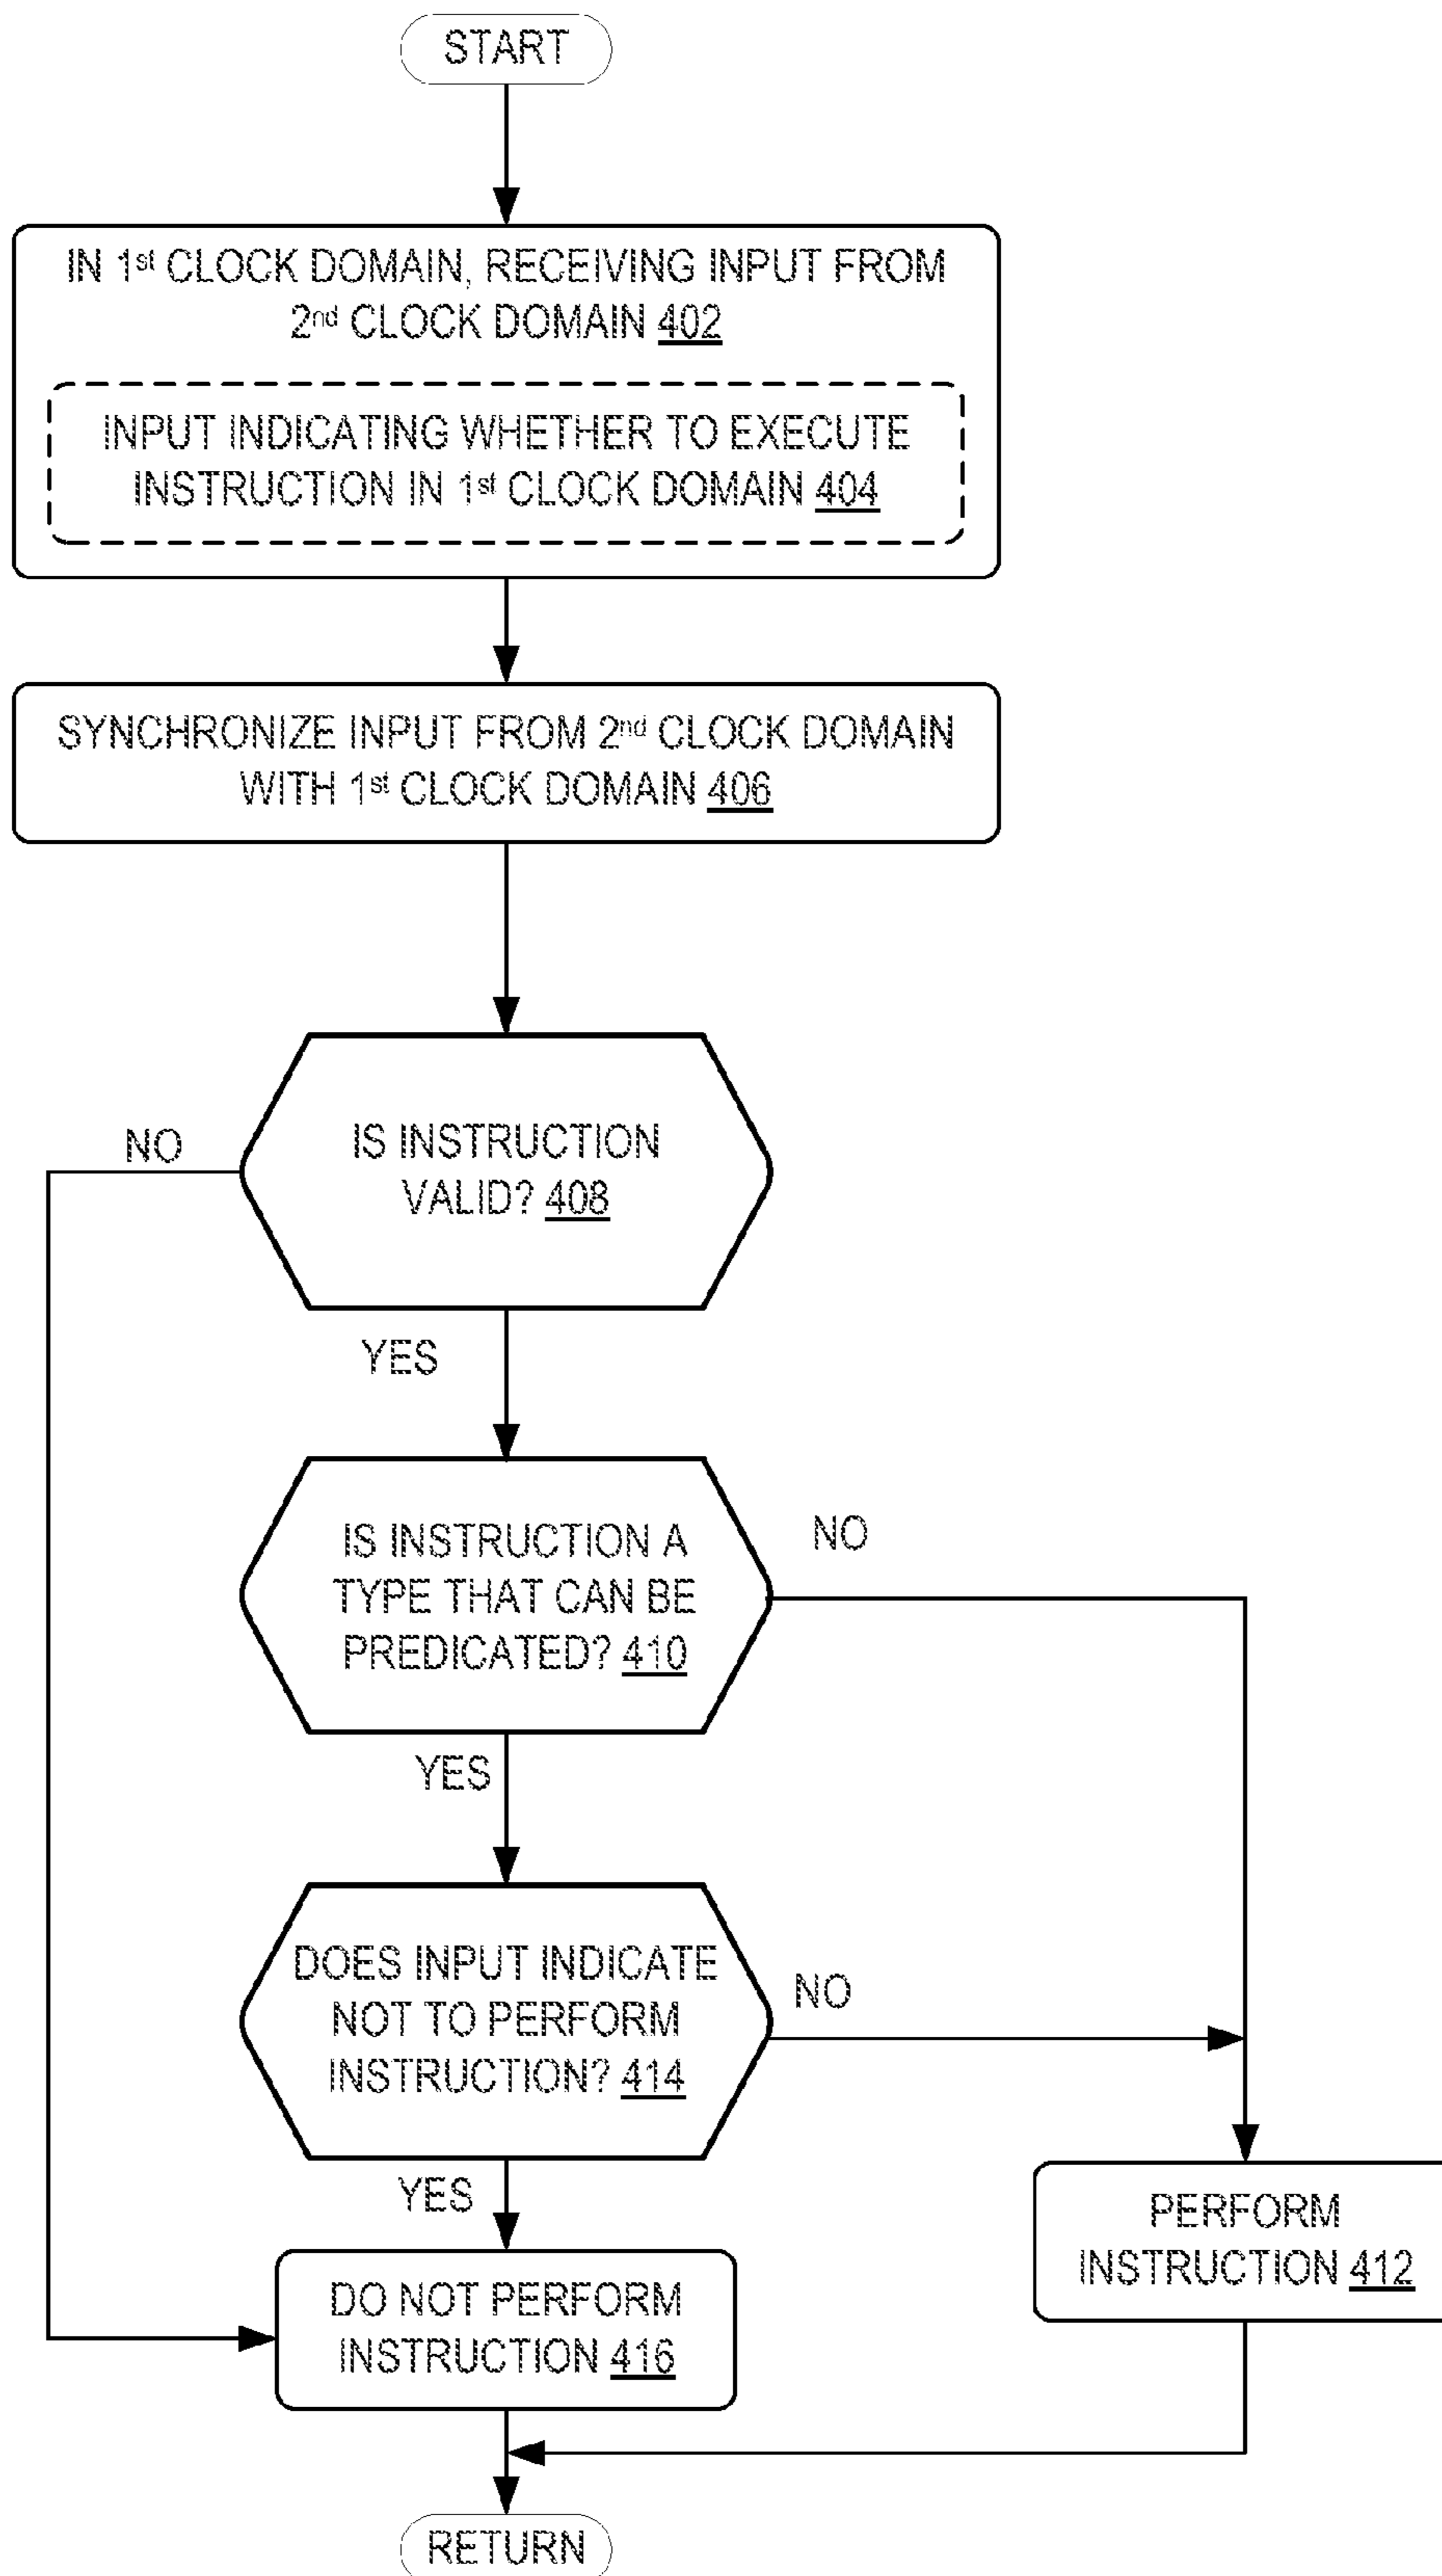 START
IN 1st CLOCK DOMAIN, RECEIVING INPUT FROM
2nd CLOCK DOMAIN 402
INPUT INDICATING WHETHER TO EXECUTE
INSTRUCTION IN 1st CLOCK DOMAIN 404
SYNCHRONIZE INPUT FROM 2nd CLOCK DOMAIN
WITH 1st CLOCK DOMAIN 406
NO
IS INSTRUCTION
VALID? 408
YES
IS INSTRUCTION A
TYPE THAT CAN BE
PREDICATED? 410
NO
YES
DOES INPUT INDICATE
NOT TO PERFORM
INSTRUCTION? 414
NO
YES
PERFORM
INSTRUCTION 412
DO NOT PERFORM
INSTRUCTION 416
RETURN